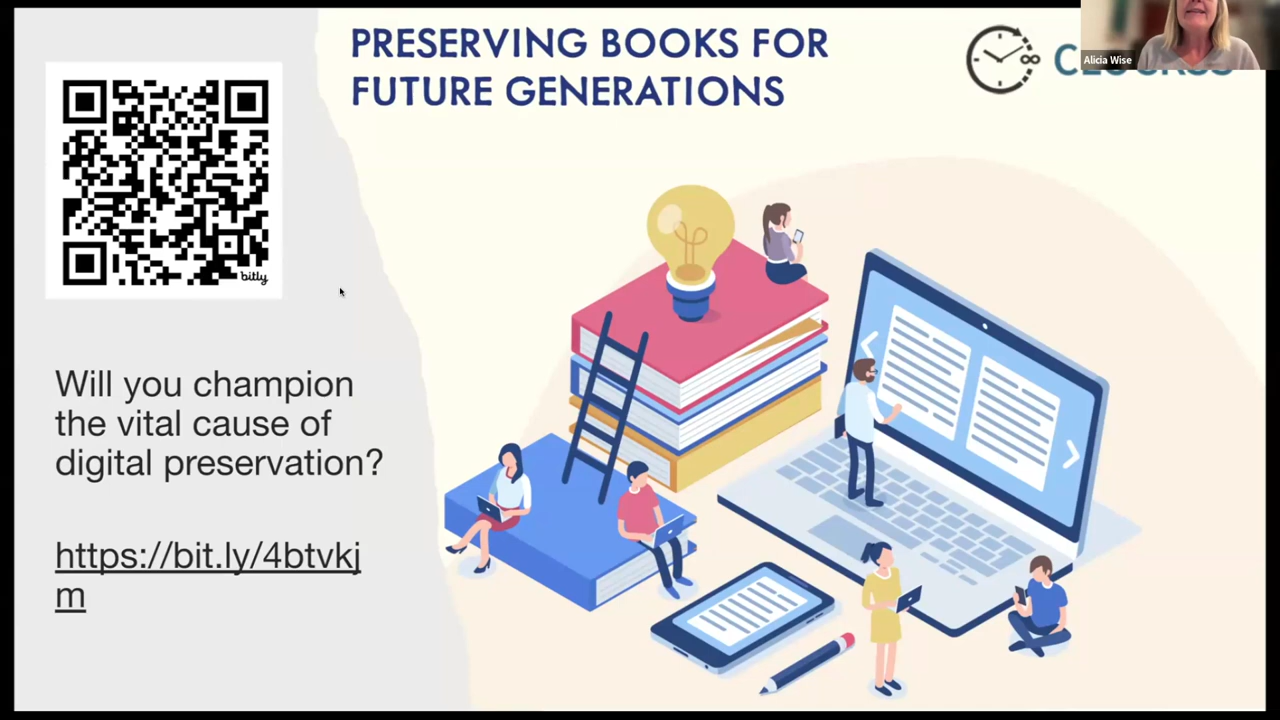 PRESERVING BOOKS FOR
FUTURE GENERATIONS
Alicia Wise
bitly
Will you champion
the vital cause of
digital preservation?
https://bit.ly/4btvkj
m